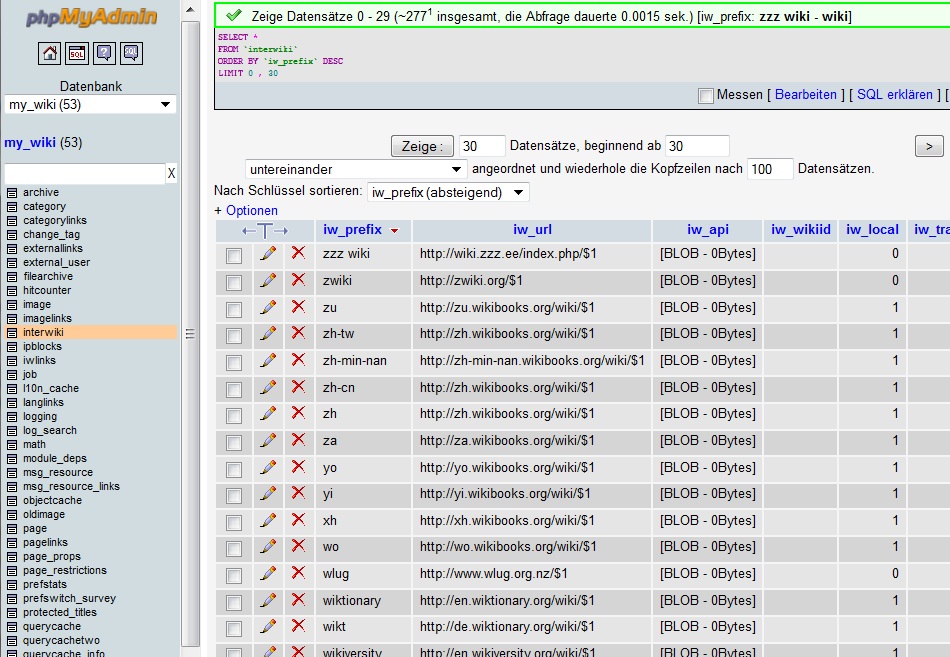 phpMyAdmin
SQL
SQL
Datenbank
my_wiki (53)
my_wiki (53)
X
archive
category
categorylinks
change_tag
externallinks
external_user
filearchive
hitcounter
image
imagelinks
interwiki
ipblocks
iwlinks
job
l10n_cache
langlinks
logging
log_search
math
module_deps
msg_resource
msg_resource_links
objectcache
oldimage
page
pagelinks
page_props
page_restrictions
prefstats
prefswitch_survey
protected_titles
querycache
querycachetwo
querycache_info
Zeige Datensätze 0 - 29 (~277¹ insgesamt, die Abfrage dauerte 0.0015 sek.) [iw_prefix: zzz wiki - wiki]
SELECT *
FROM `interwiki`
ORDER BY `iw_prefix` DESC
LIMIT 0 , 30
Messen [ Bearbeiten ] [ SQL erklären ] [
Zeige : 30 Datensätze, beginnend ab 30 >
untereinander angeordnet und wiederhole die Kopfzeilen nach 100 Datensätzen.
Nach Schlüssel sortieren: iw_prefix (absteigend)
+ Optionen
←T→ iw_prefix iw_url iw_api iw_wikiid iw_local iw_tra
zzz wiki http://wiki.zzz.ee/index.php/$1 [BLOB - 0Bytes] 0
zwiki http://zwiki.org/$1 [BLOB - 0Bytes] 0
zu http://zu.wikibooks.org/wiki/$1 [BLOB - 0Bytes] 1
zh-tw http://zh.wikibooks.org/wiki/$1 [BLOB - 0Bytes] 1
zh-min-nan http://zh-min-nan.wikibooks.org/wiki/$1 [BLOB - 0Bytes] 1
zh-cn http://zh.wikibooks.org/wiki/$1 [BLOB - 0Bytes] 1
zh http://zh.wikibooks.org/wiki/$1 [BLOB - 0Bytes] 1
za http://za.wikibooks.org/wiki/$1 [BLOB - 0Bytes] 1
yo http://yo.wikibooks.org/wiki/$1 [BLOB - 0Bytes] 1
yi http://yi.wikibooks.org/wiki/$1 [BLOB - 0Bytes] 1
xh http://xh.wikibooks.org/wiki/$1 [BLOB - 0Bytes] 1
wo http://wo.wikibooks.org/wiki/$1 [BLOB - 0Bytes] 1
wlug http://www.wlug.org.nz/$1 [BLOB - 0Bytes] 0
wiktionary http://en.wiktionary.org/wiki/$1 [BLOB - 0Bytes] 1
wikt http://de.wiktionary.org/wiki/$1 [BLOB - 0Bytes] 1
wikiversity http://en.wikiversity.org/wiki/$1 [BLOB - 0Bytes] 1